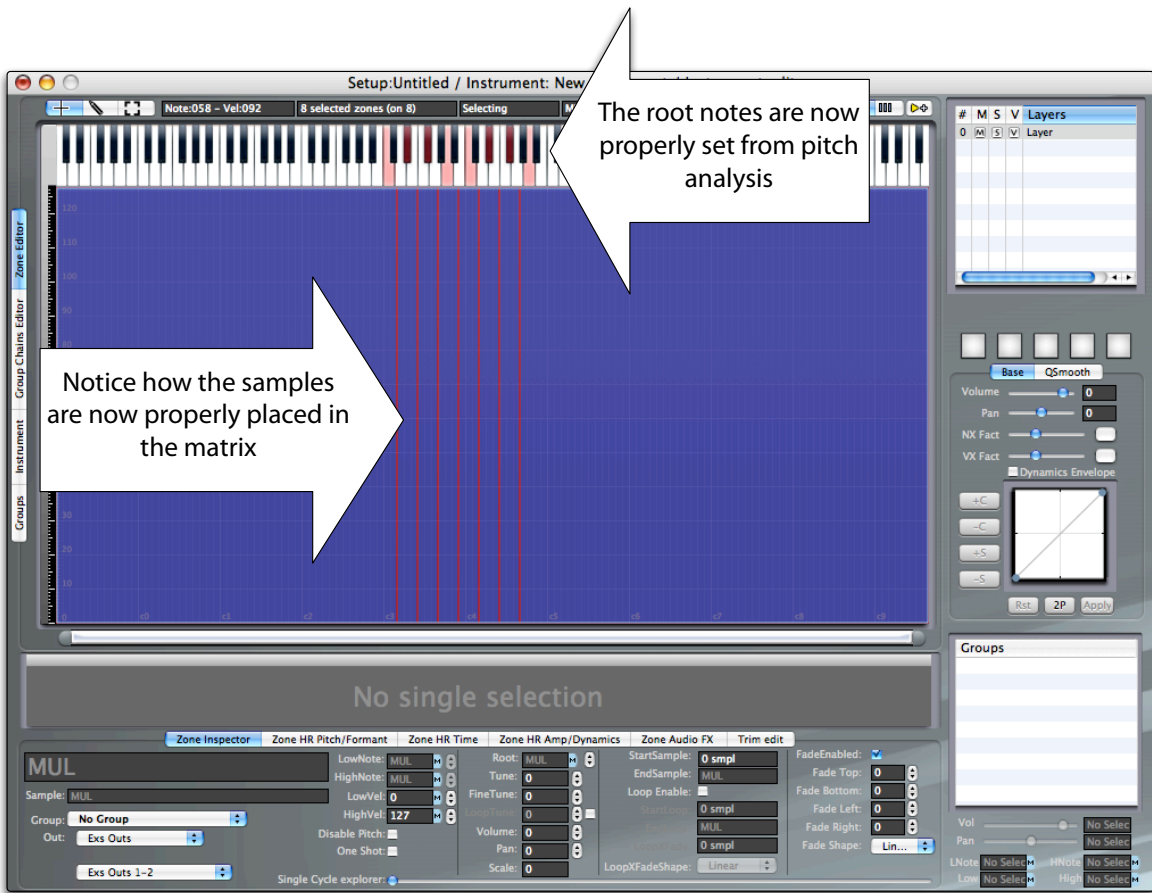 Setup:Untitled / Instrument: New
Note:058 – Vel:092
8 selected zones (on 8)
Selecting
The root notes are now
properly set from pitch
analysis
# M S V Layers
0 M S V Layer
Zone Editor
Group Chains Editor
Instrument
Groups
120
110
100
90
80
Notice how the samples
are now properly placed in
the matrix
30
20
10
0 c0 c1 c2 c3 c4 c5 c6 c7 c8 c9
Base QSmooth
Volume 0
Pan 0
NX Fact
VX Fact
Dynamics Envelope
+C
-C
+S
-S
Rst 2P Apply
No single selection
Groups
Zone Inspector Zone HR Pitch/Formant Zone HR Time Zone HR Amp/Dynamics Zone Audio FX Trim edit
MUL
Sample: MUL
Group: No Group
Out: Exs Outs
Exs Outs 1-2
LowNote: MUL M
HighNote: MUL M
LowVel: 0 M
HighVel: 127 M
Disable Pitch:
One Shot:
Single Cycle explorer:
Root: MUL M
Tune: 0
FineTune: 0
LoopTune: 0
Volume: 0
Pan: 0
Scale: 0
StartSample: 0 smpl
EndSample: MUL
Loop Enable:
StartLoop 0 smpl
MUL
LoopXFade 0 smpl
LoopXFadeShape: Linear
FadeEnabled:
Fade Top: 0
Fade Bottom: 0
Fade Left: 0
Fade Right: 0
Fade Shape: Lin...
Vol No Selec
Pan No Selec
LNote No Selec M HNote No Selec M
Low No Selec M High No Selec M